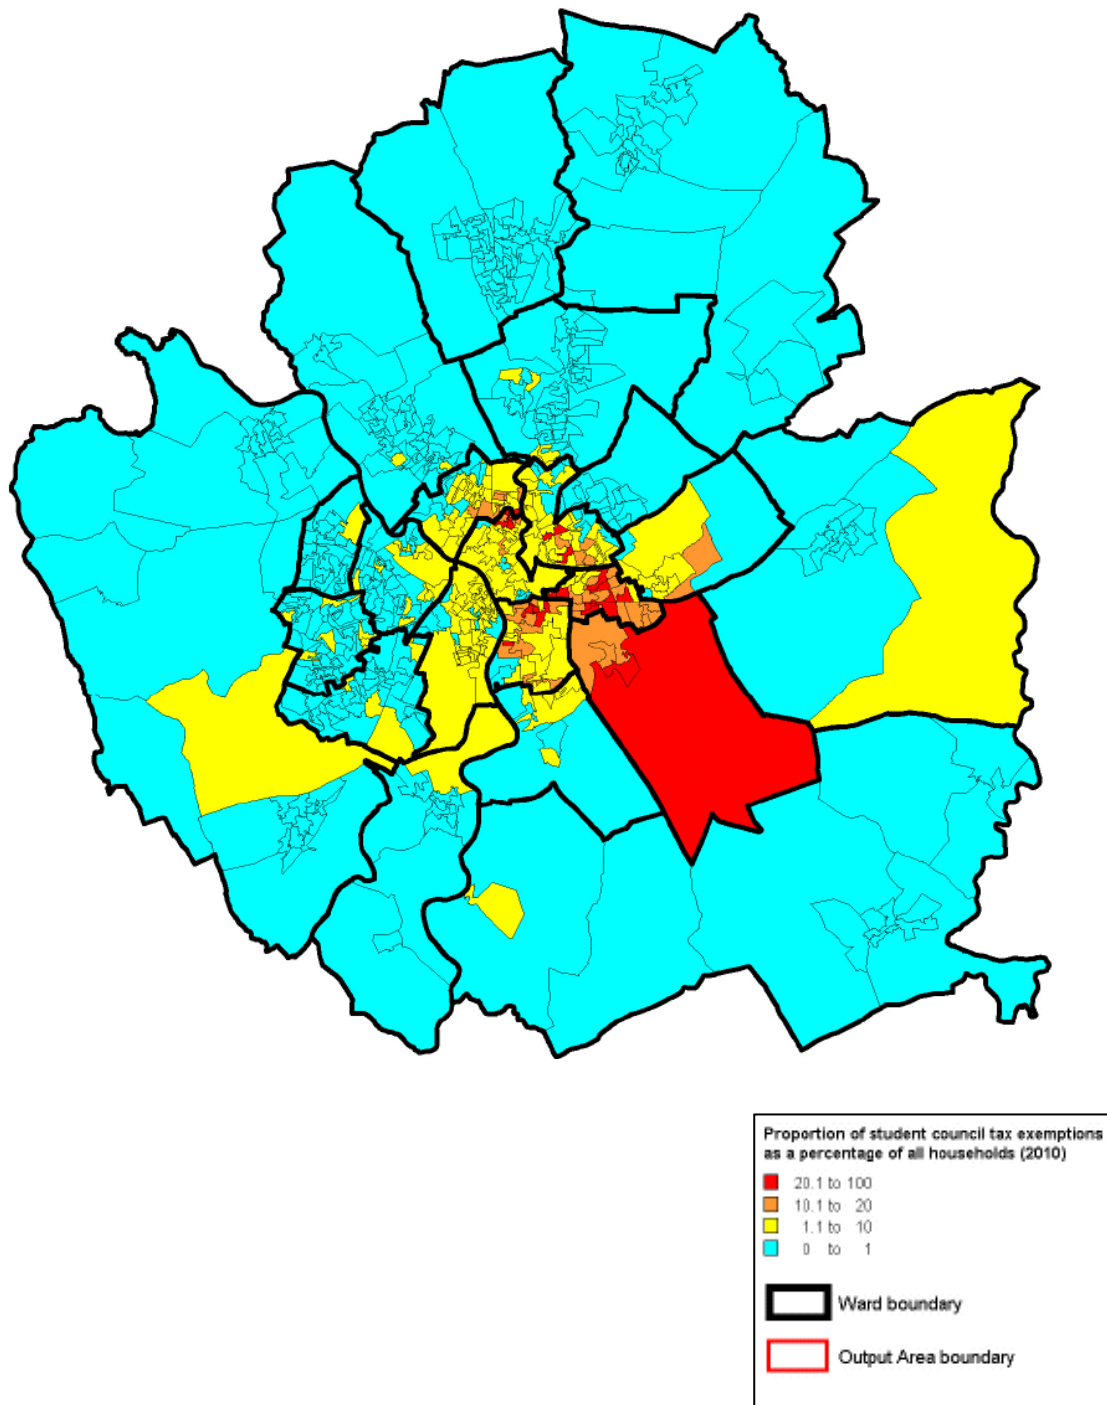 Proportion of student council tax exemptions
as a percentage of all households (2010)
20.1 to 100
10.1 to 20
1.1 to 10
0 to 1
Ward boundary
Output Area boundary